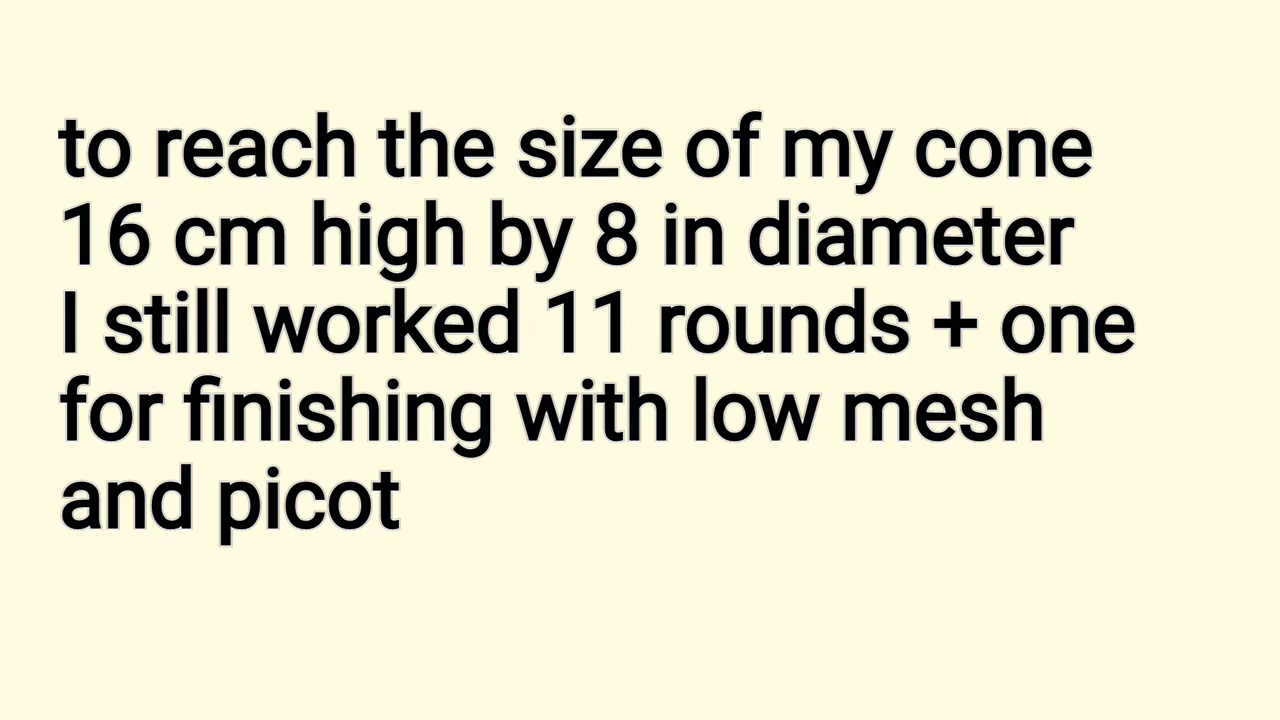 to reach the size of my cone
16 cm high by 8 in diameter
I still worked 11 rounds + one
for finishing with low mesh
and picot